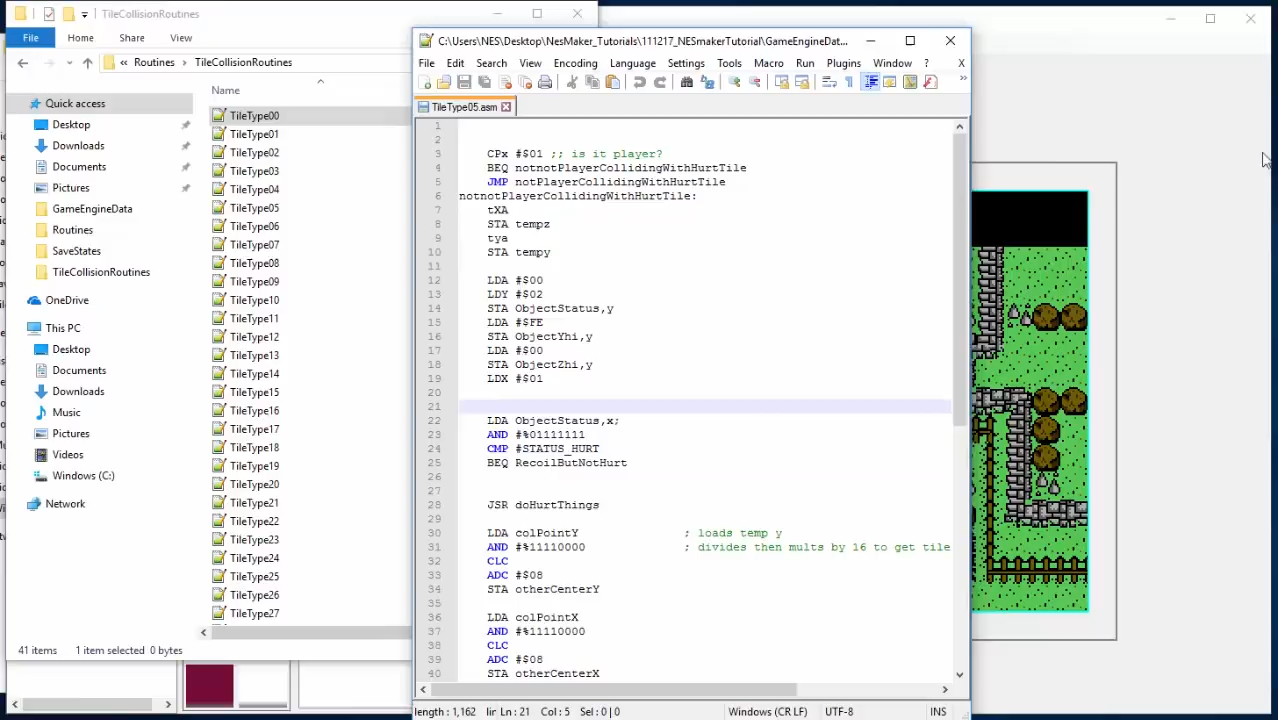 TileCollisionRoutines
File Home Share View
« Routines › TileCollisionRoutines
Name
Quick access
Desktop
Downloads
Documents
Pictures
GameEngineData
Routines
SaveStates
TileCollisionRoutines
OneDrive
This PC
Desktop
Documents
Downloads
Music
Pictures
Videos
Windows (C:)
Network
TileType00
TileType01
TileType02
TileType03
TileType04
TileType05
TileType06
TileType07
TileType08
TileType09
TileType10
TileType11
TileType12
TileType13
TileType14
TileType15
TileType16
TileType17
TileType18
TileType19
TileType20
TileType21
TileType22
TileType23
TileType24
TileType25
TileType26
TileType27
41 items 1 item selected 0 bytes
C:\Users\NES\Desktop\NesMaker_Tutorials\111217_NESmakerTutorial\GameEngineDat...
File Edit Search View Encoding Language Settings Tools Macro Run Plugins Window ? X
TileType05.asm
1
2
3 CPx #$01 ;; is it player?
4 BEQ notnotPlayerCollidingWithHurtTile
5 JMP notPlayerCollidingWithHurtTile
6 notnotPlayerCollidingWithHurtTile:
7 tXA
8 STA tempz
9 tya
10 STA tempy
11
12 LDA #$00
13 LDY #$02
14 STA ObjectStatus,y
15 LDA #$FE
16 STA ObjectYhi,y
17 LDA #$00
18 STA ObjectZhi,y
19 LDX #$01
20
21
22 LDA ObjectStatus,x;
23 AND #%01111111
24 CMP #STATUS_HURT
25 BEQ RecoilButNotHurt
26
27
28 JSR doHurtThings
29
30 LDA colPointY ; loads temp y
31 AND #%11110000 ; divides then mults by 16 to get tile
32 CLC
33 ADC #$08
34 STA otherCenterY
35
36 LDA colPointX
37 AND #%11110000
38 CLC
39 ADC #$08
40 STA otherCenterX
length : 1,162 lir Ln : 21 Col : 5 Sel : 0 | 0 Windows (CR LF) UTF-8 INS